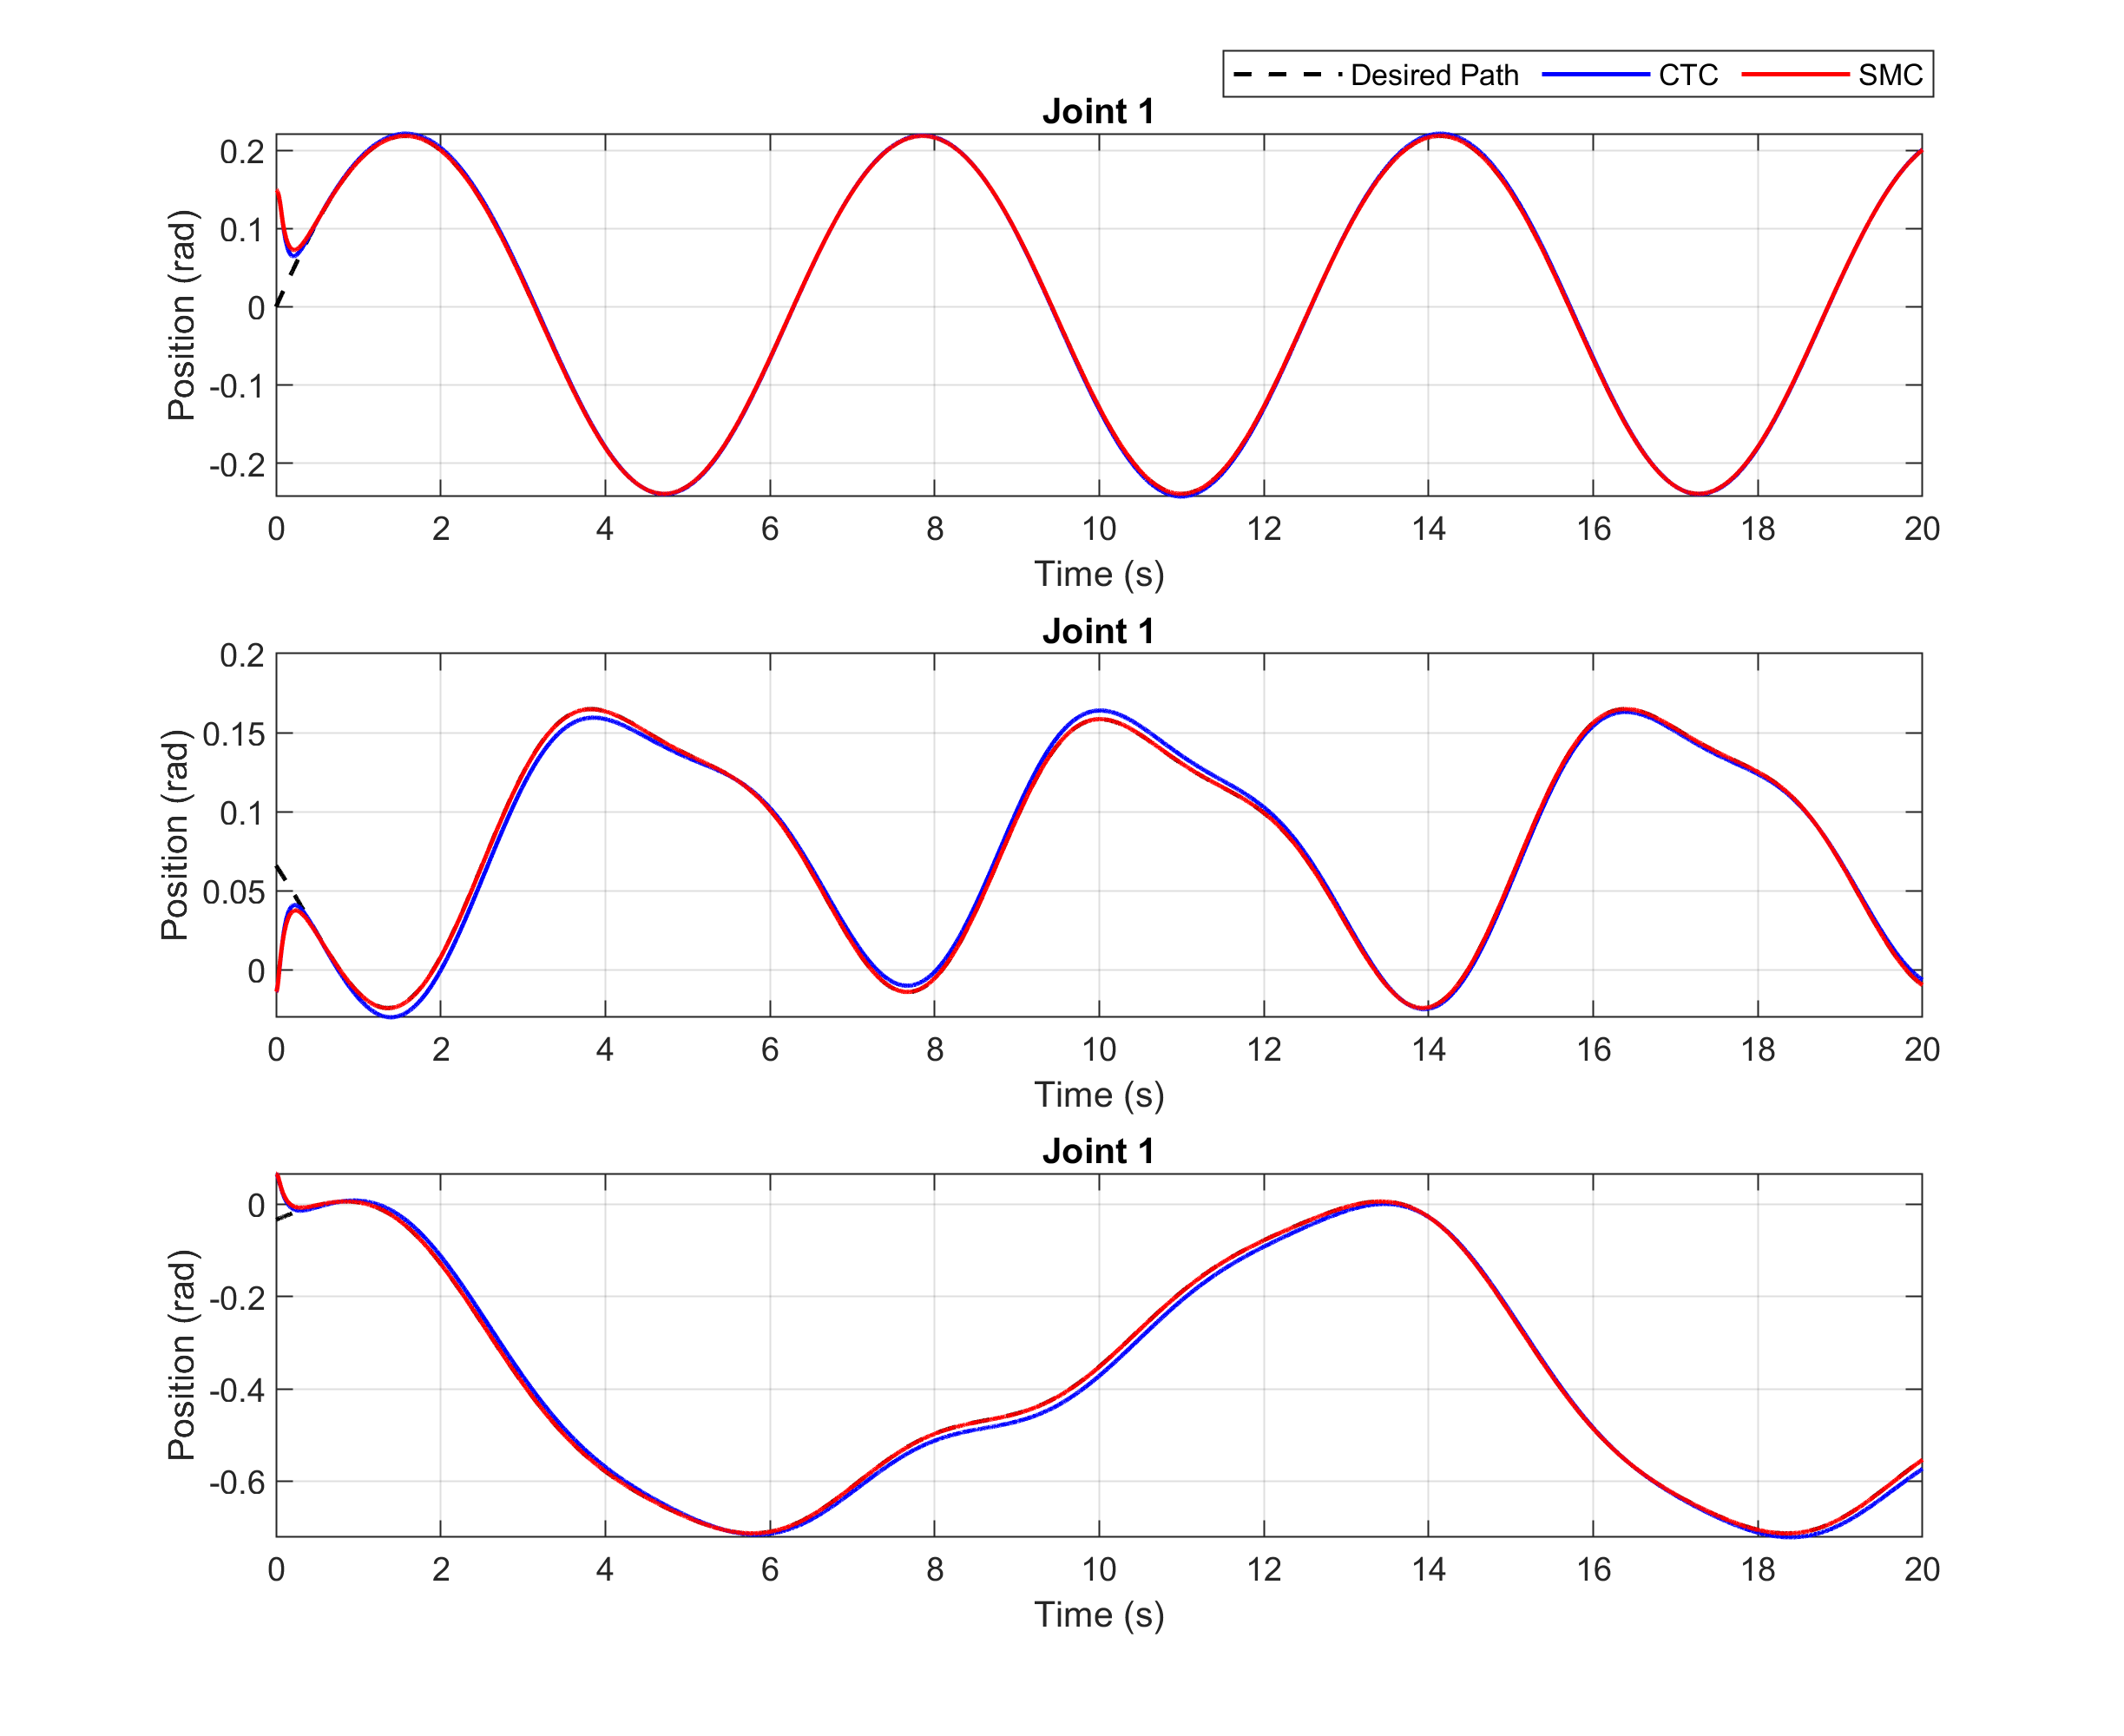 Desired Path CTC SMC
Joint 1
0.2
0.1
0
-0.1
-0.2
Position (rad)
0 2 4 6 8 10 12 14 16 18 20
Time (s)
Joint 1
0.2
0.15
0.1
0.05
0
Position (rad)
0 2 4 6 8 10 12 14 16 18 20
Time (s)
Joint 1
0
-0.2
-0.4
-0.6
Position (rad)
0 2 4 6 8 10 12 14 16 18 20
Time (s)